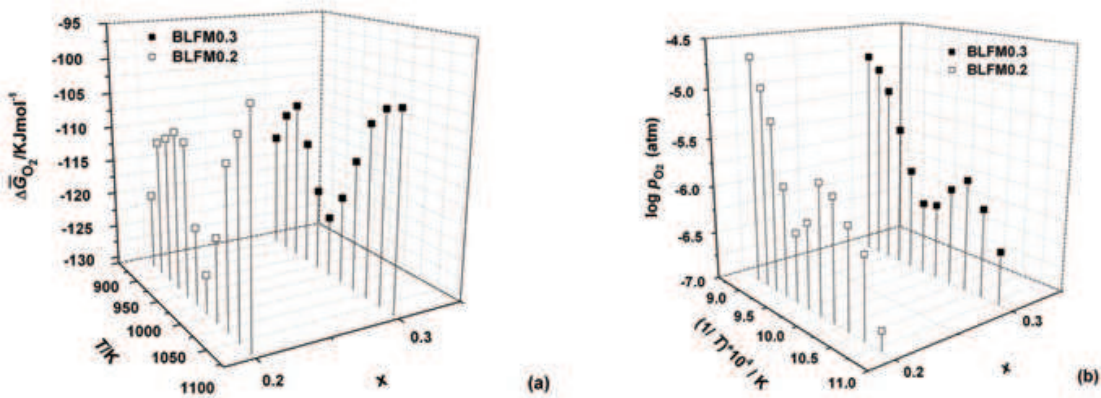 -95
-100
-105
-110
-115
-120
-125
-130
ΔG̅O₂/KJmol⁻¹
BLFM0.3
BLFM0.2
900
950
1000
1050
1100
T/K
0.2
0.3
x
(a)
-4.5
-5.0
-5.5
-6.0
-6.5
-7.0
log pO₂ (atm)
BLFM0.3
BLFM0.2
9.0
9.5
10.0
10.5
11.0
(1/ T)*10⁴ / K
0.2
0.3
x
(b)